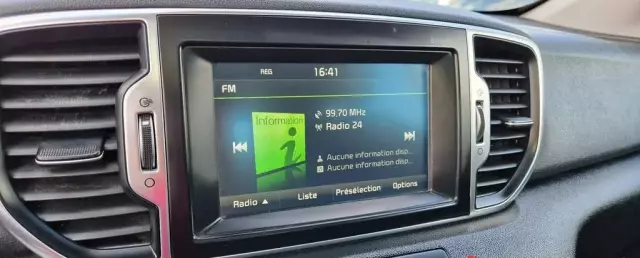 REG 16:41
FM
Information
99.70 MHz
Radio 24
Aucune information disp...
Aucune information disp...
Radio ▲ Liste Présélection Options